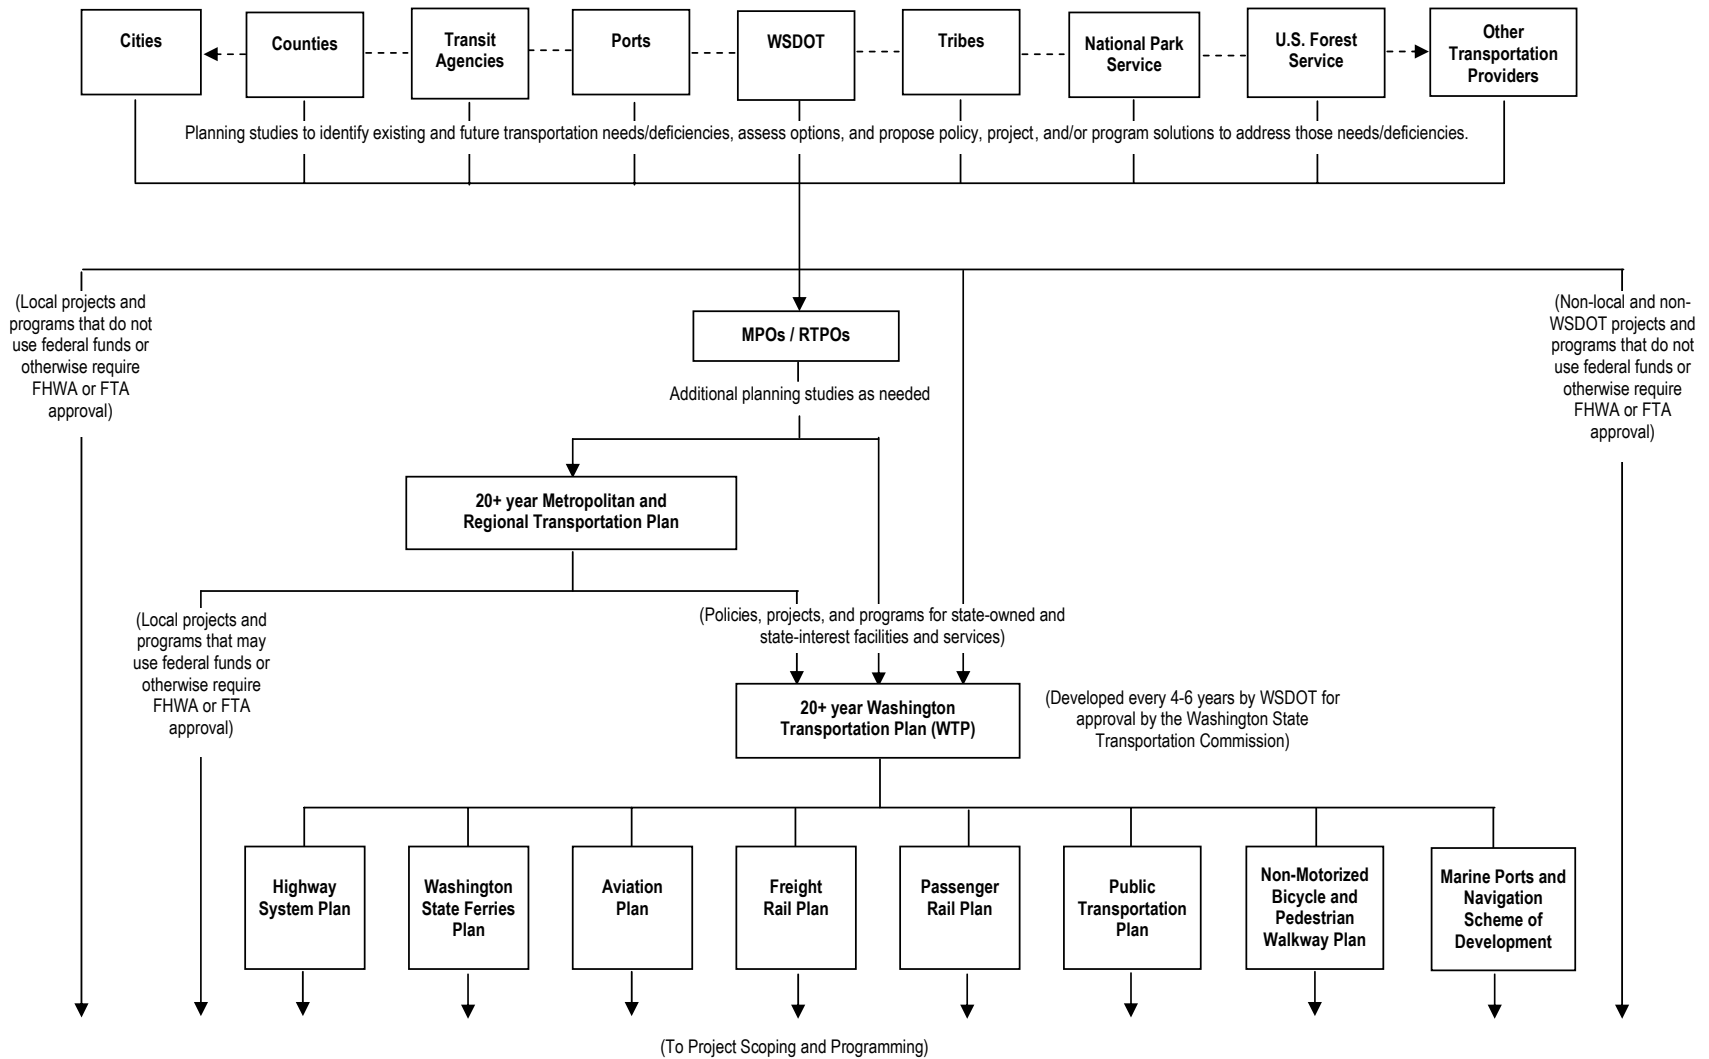 Cities
Counties
Transit
Agencies
Ports
WSDOT
Tribes
National Park
Service
U.S. Forest
Service
Other
Transportation
Providers
Planning studies to identify existing and future transportation needs/deficiencies, assess options, and propose policy, project, and/or program solutions to address those needs/deficiencies.
(Local projects and
programs that do not
use federal funds or
otherwise require
FHWA or FTA
approval)
MPOs / RTPOs
(Non-local and non-
WSDOT projects and
programs that do not
use federal funds or
otherwise require
FHWA or FTA
approval)
Additional planning studies as needed
20+ year Metropolitan and
Regional Transportation Plan
(Local projects and
programs that may
use federal funds or
otherwise require
FHWA or FTA
approval)
(Policies, projects, and programs for state-owned and
state-interest facilities and services)
20+ year Washington
Transportation Plan (WTP)
(Developed every 4-6 years by WSDOT for
approval by the Washington State
Transportation Commission)
Highway
System Plan
Washington
State Ferries
Plan
Aviation
Plan
Freight
Rail Plan
Passenger
Rail Plan
Public
Transportation
Plan
Non-Motorized
Bicycle and
Pedestrian
Walkway Plan
Marine Ports and
Navigation
Scheme of
Development
(To Project Scoping and Programming)